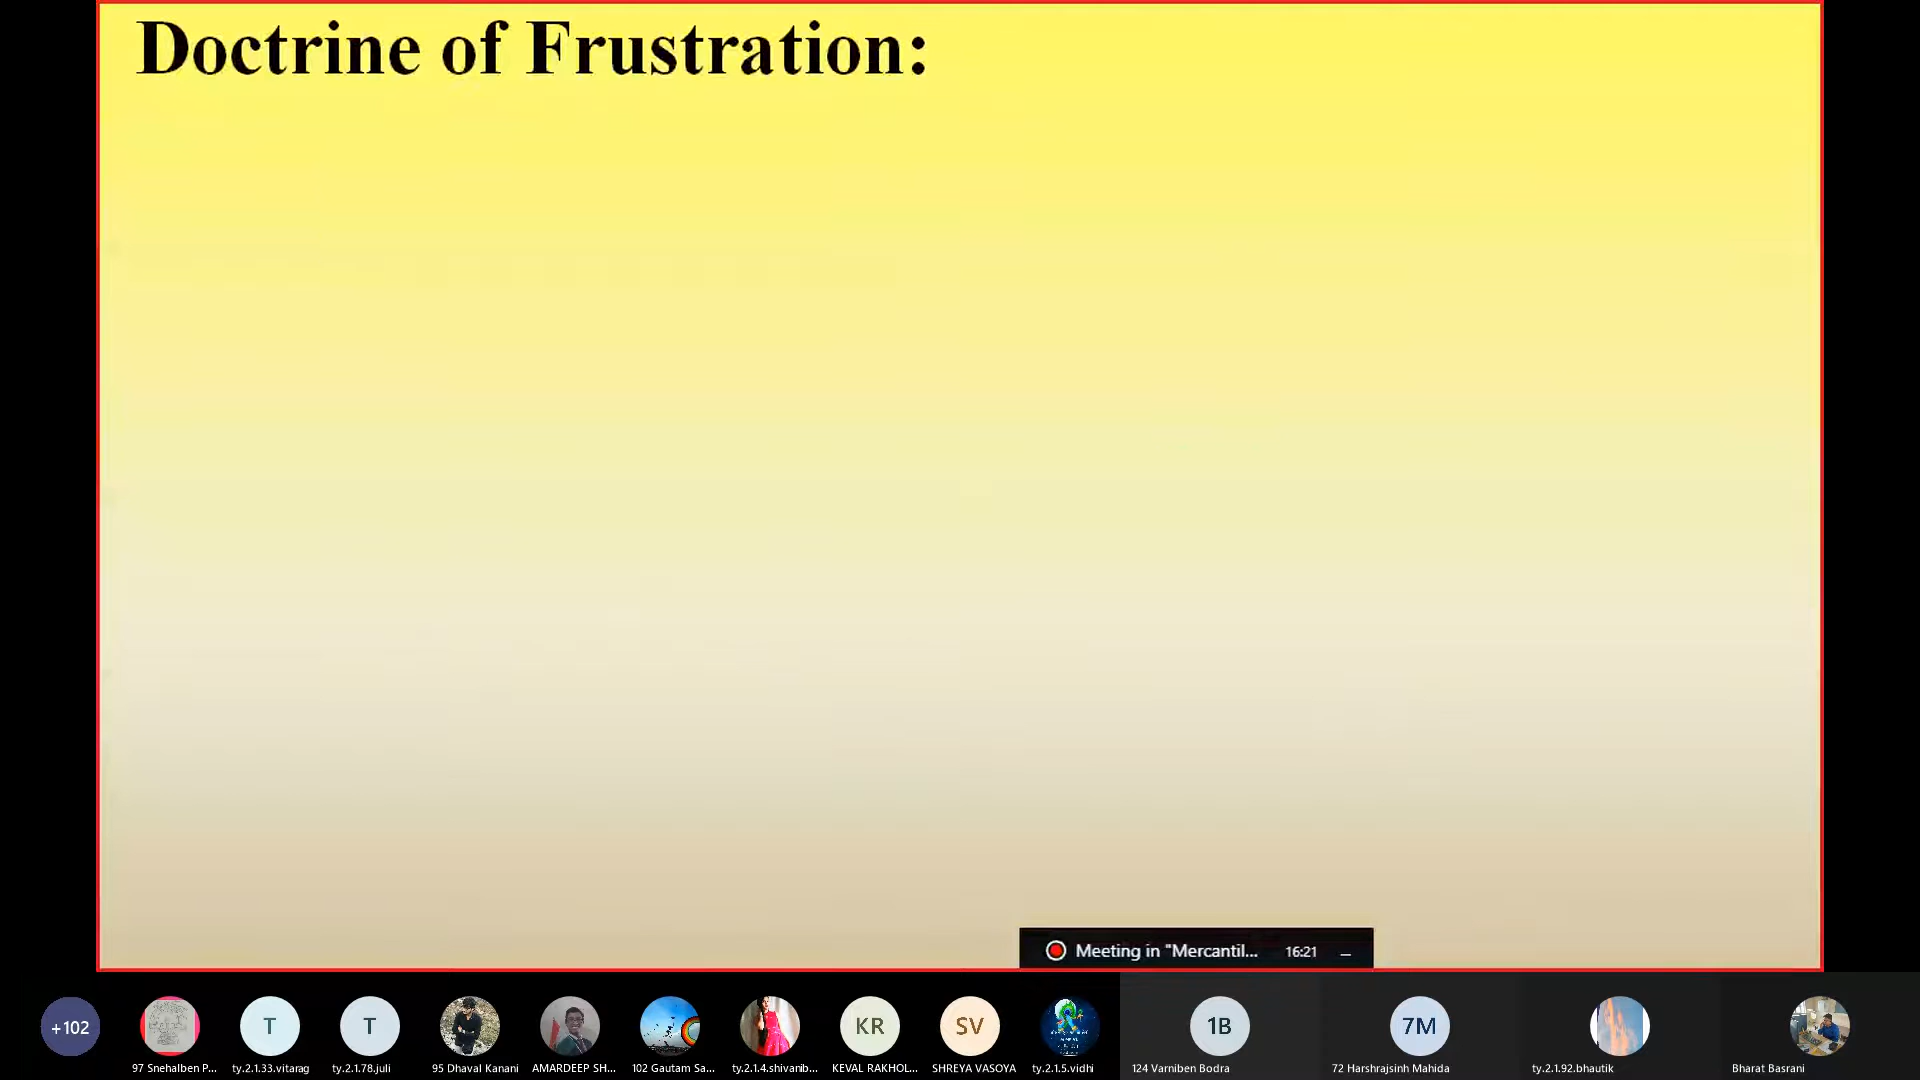 Doctrine of Frustration:
Meeting in "Mercantil... 16:21
+102
T
T
KR
SV
1B
7M
97 Snehalben P...
ty.2.1.33.vitarag
ty.2.1.78.juli
95 Dhaval Kanani
AMARDEEP SH...
102 Gautam Sa...
ty.2.1.4.shivanib...
KEVAL RAKHOL...
SHREYA VASOYA
ty.2.1.5.vidhi
124 Varniben Bodra
72 Harshrajsinh Mahida
ty.2.1.92.bhautik
Bharat Basrani